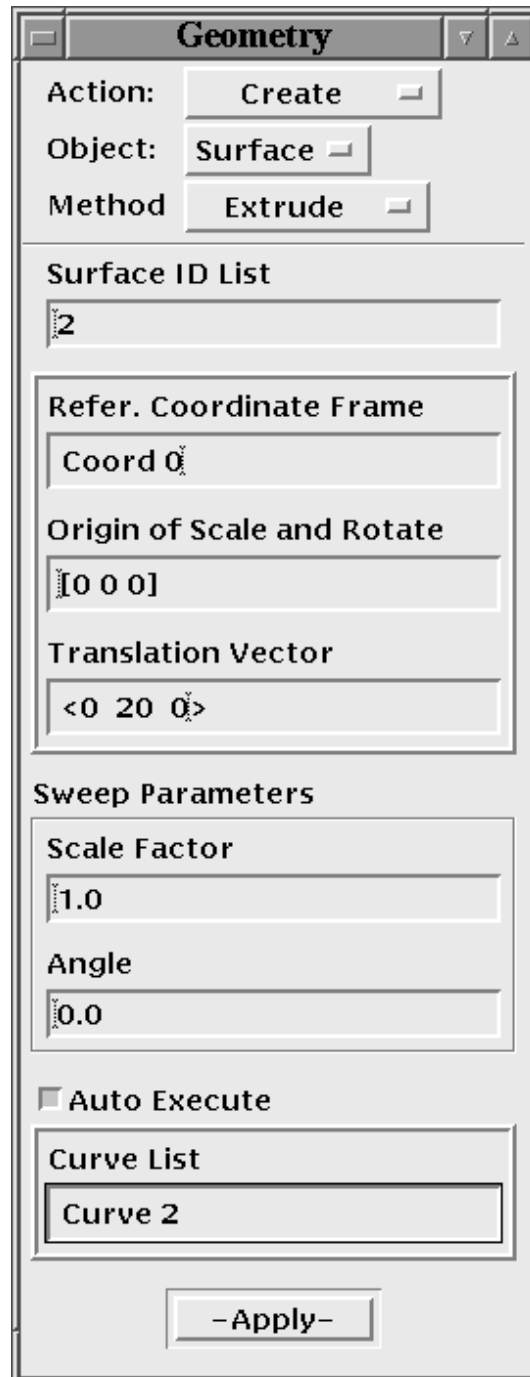 Geometry
Action: Create
Object: Surface
Method Extrude
Surface ID List
2
Refer. Coordinate Frame
Coord 0
Origin of Scale and Rotate
[0 0 0]
Translation Vector
<0 20 0>
Sweep Parameters
Scale Factor
1.0
Angle
0.0
Auto Execute
Curve List
Curve 2
-Apply-